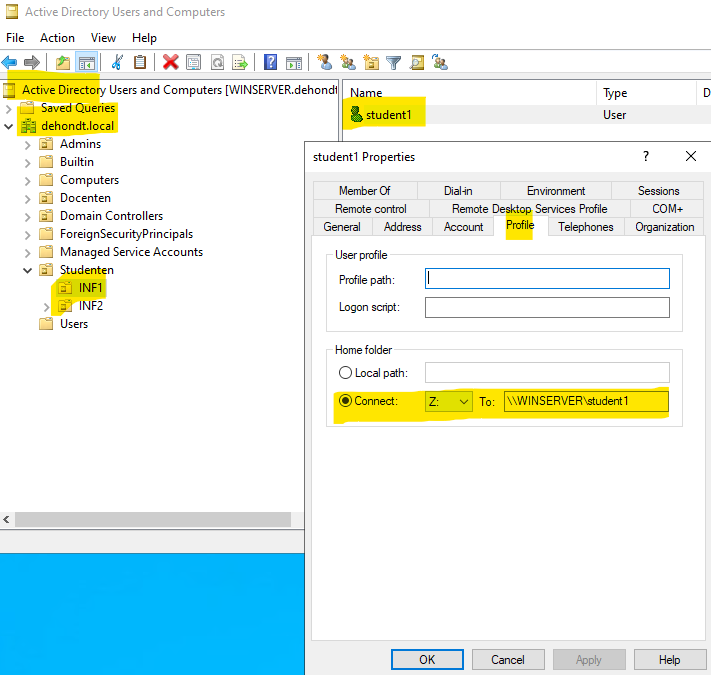 Active Directory Users and Computers
File Action View Help
Active Directory Users and Computers [WINSERVER.dehondt
Saved Queries
dehondt.local
Admins
Builtin
Computers
Docenten
Domain Controllers
ForeignSecurityPrincipals
Managed Service Accounts
Studenten
INF1
INF2
Users
Name Type D
student1 User
student1 Properties ?
Member Of Dial-in Environment Sessions
Remote control Remote Desktop Services Profile COM+
General Address Account Profile Telephones Organization
User profile
Profile path:
Logon script:
Home folder
Local path:
Connect: Z: To: \\WINSERVER\student1
OK Cancel Apply Help